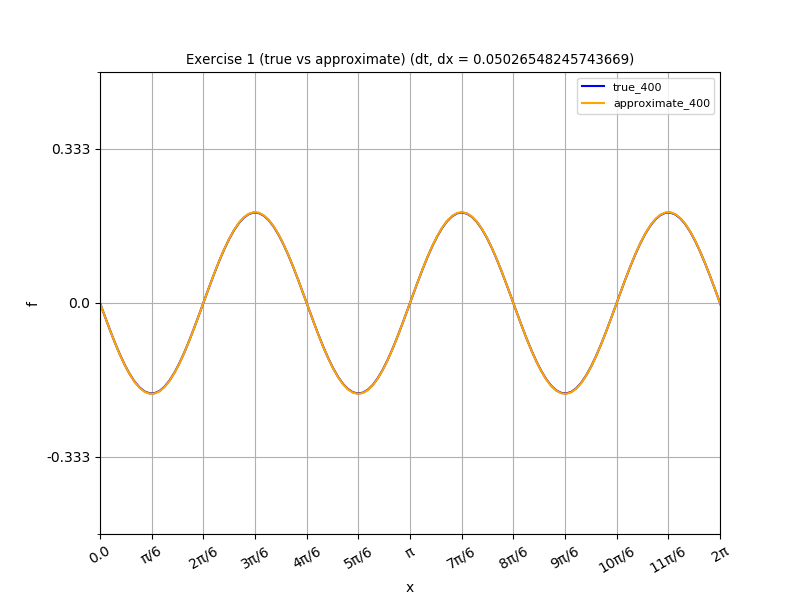 Exercise 1 (true vs approximate) (dt, dx = 0.05026548245743669)
true_400
approximate_400
0.333
0.0
-0.333
f
0.0
π/6
2π/6
3π/6
4π/6
5π/6
π
7π/6
8π/6
9π/6
10π/6
11π/6
2π
x